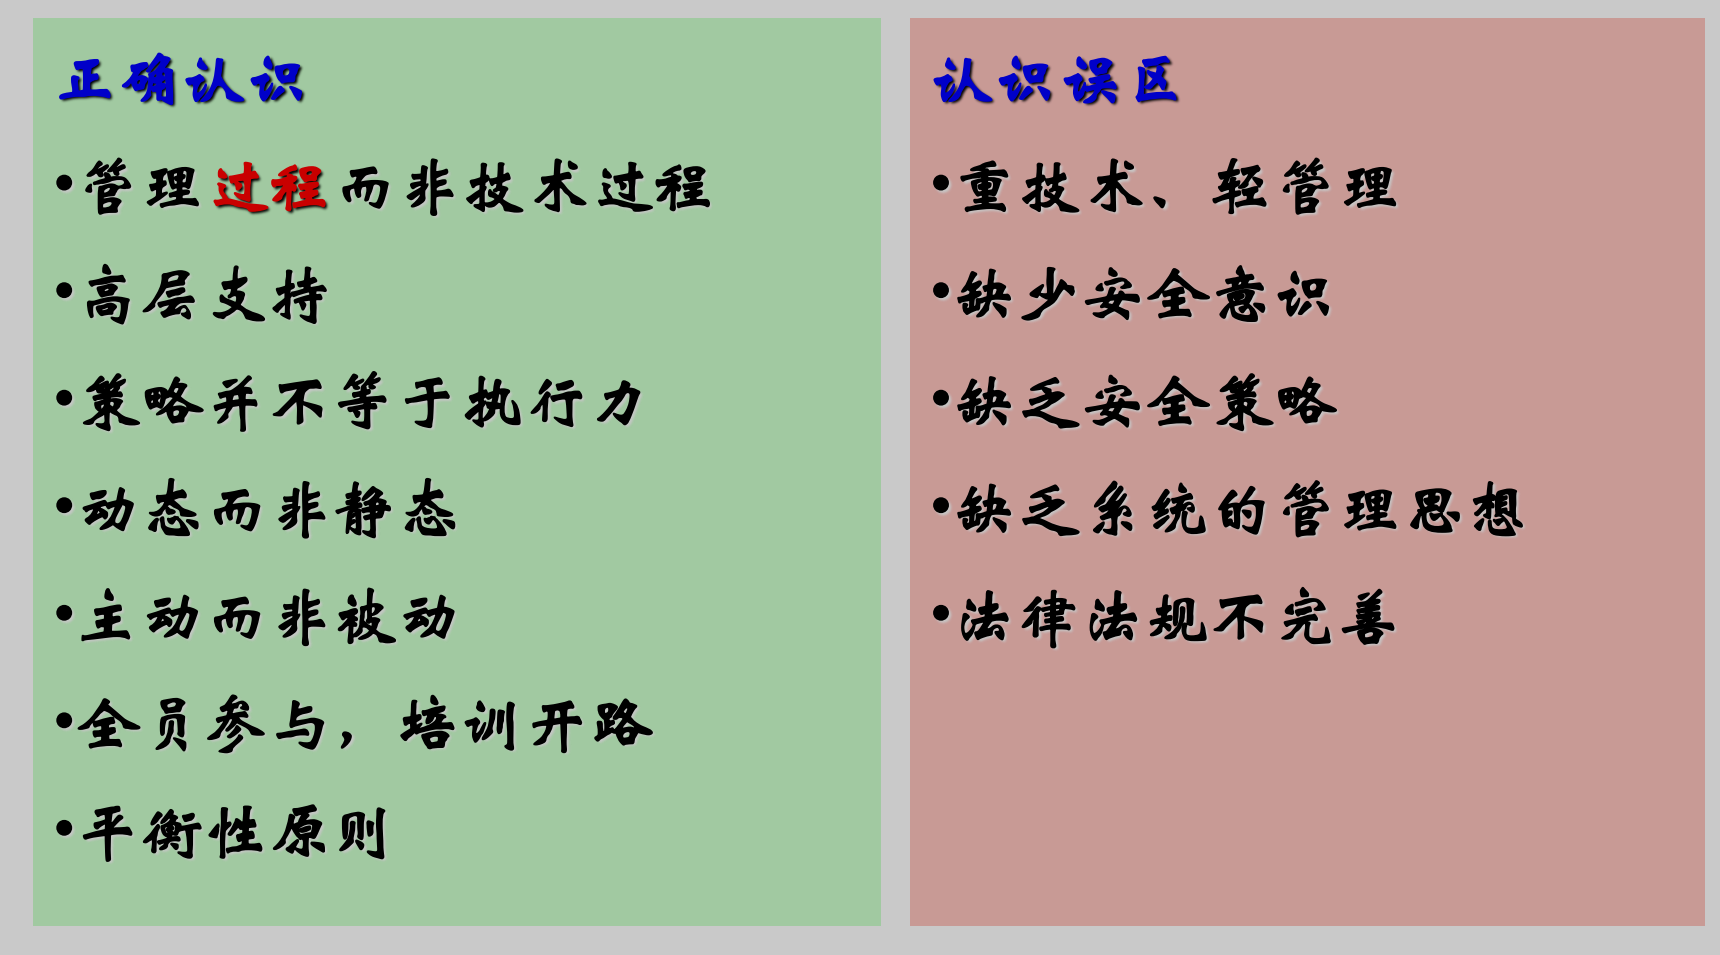 正确认识
•管理过程而非技术过程
•高层支持
•策略并不等于执行力
•动态而非静态
•主动而非被动
•全员参与，培训开路
•平衡性原则
认识误区
•重技术、轻管理
•缺少安全意识
•缺乏安全策略
•缺乏系统的管理思想
•法律法规不完善